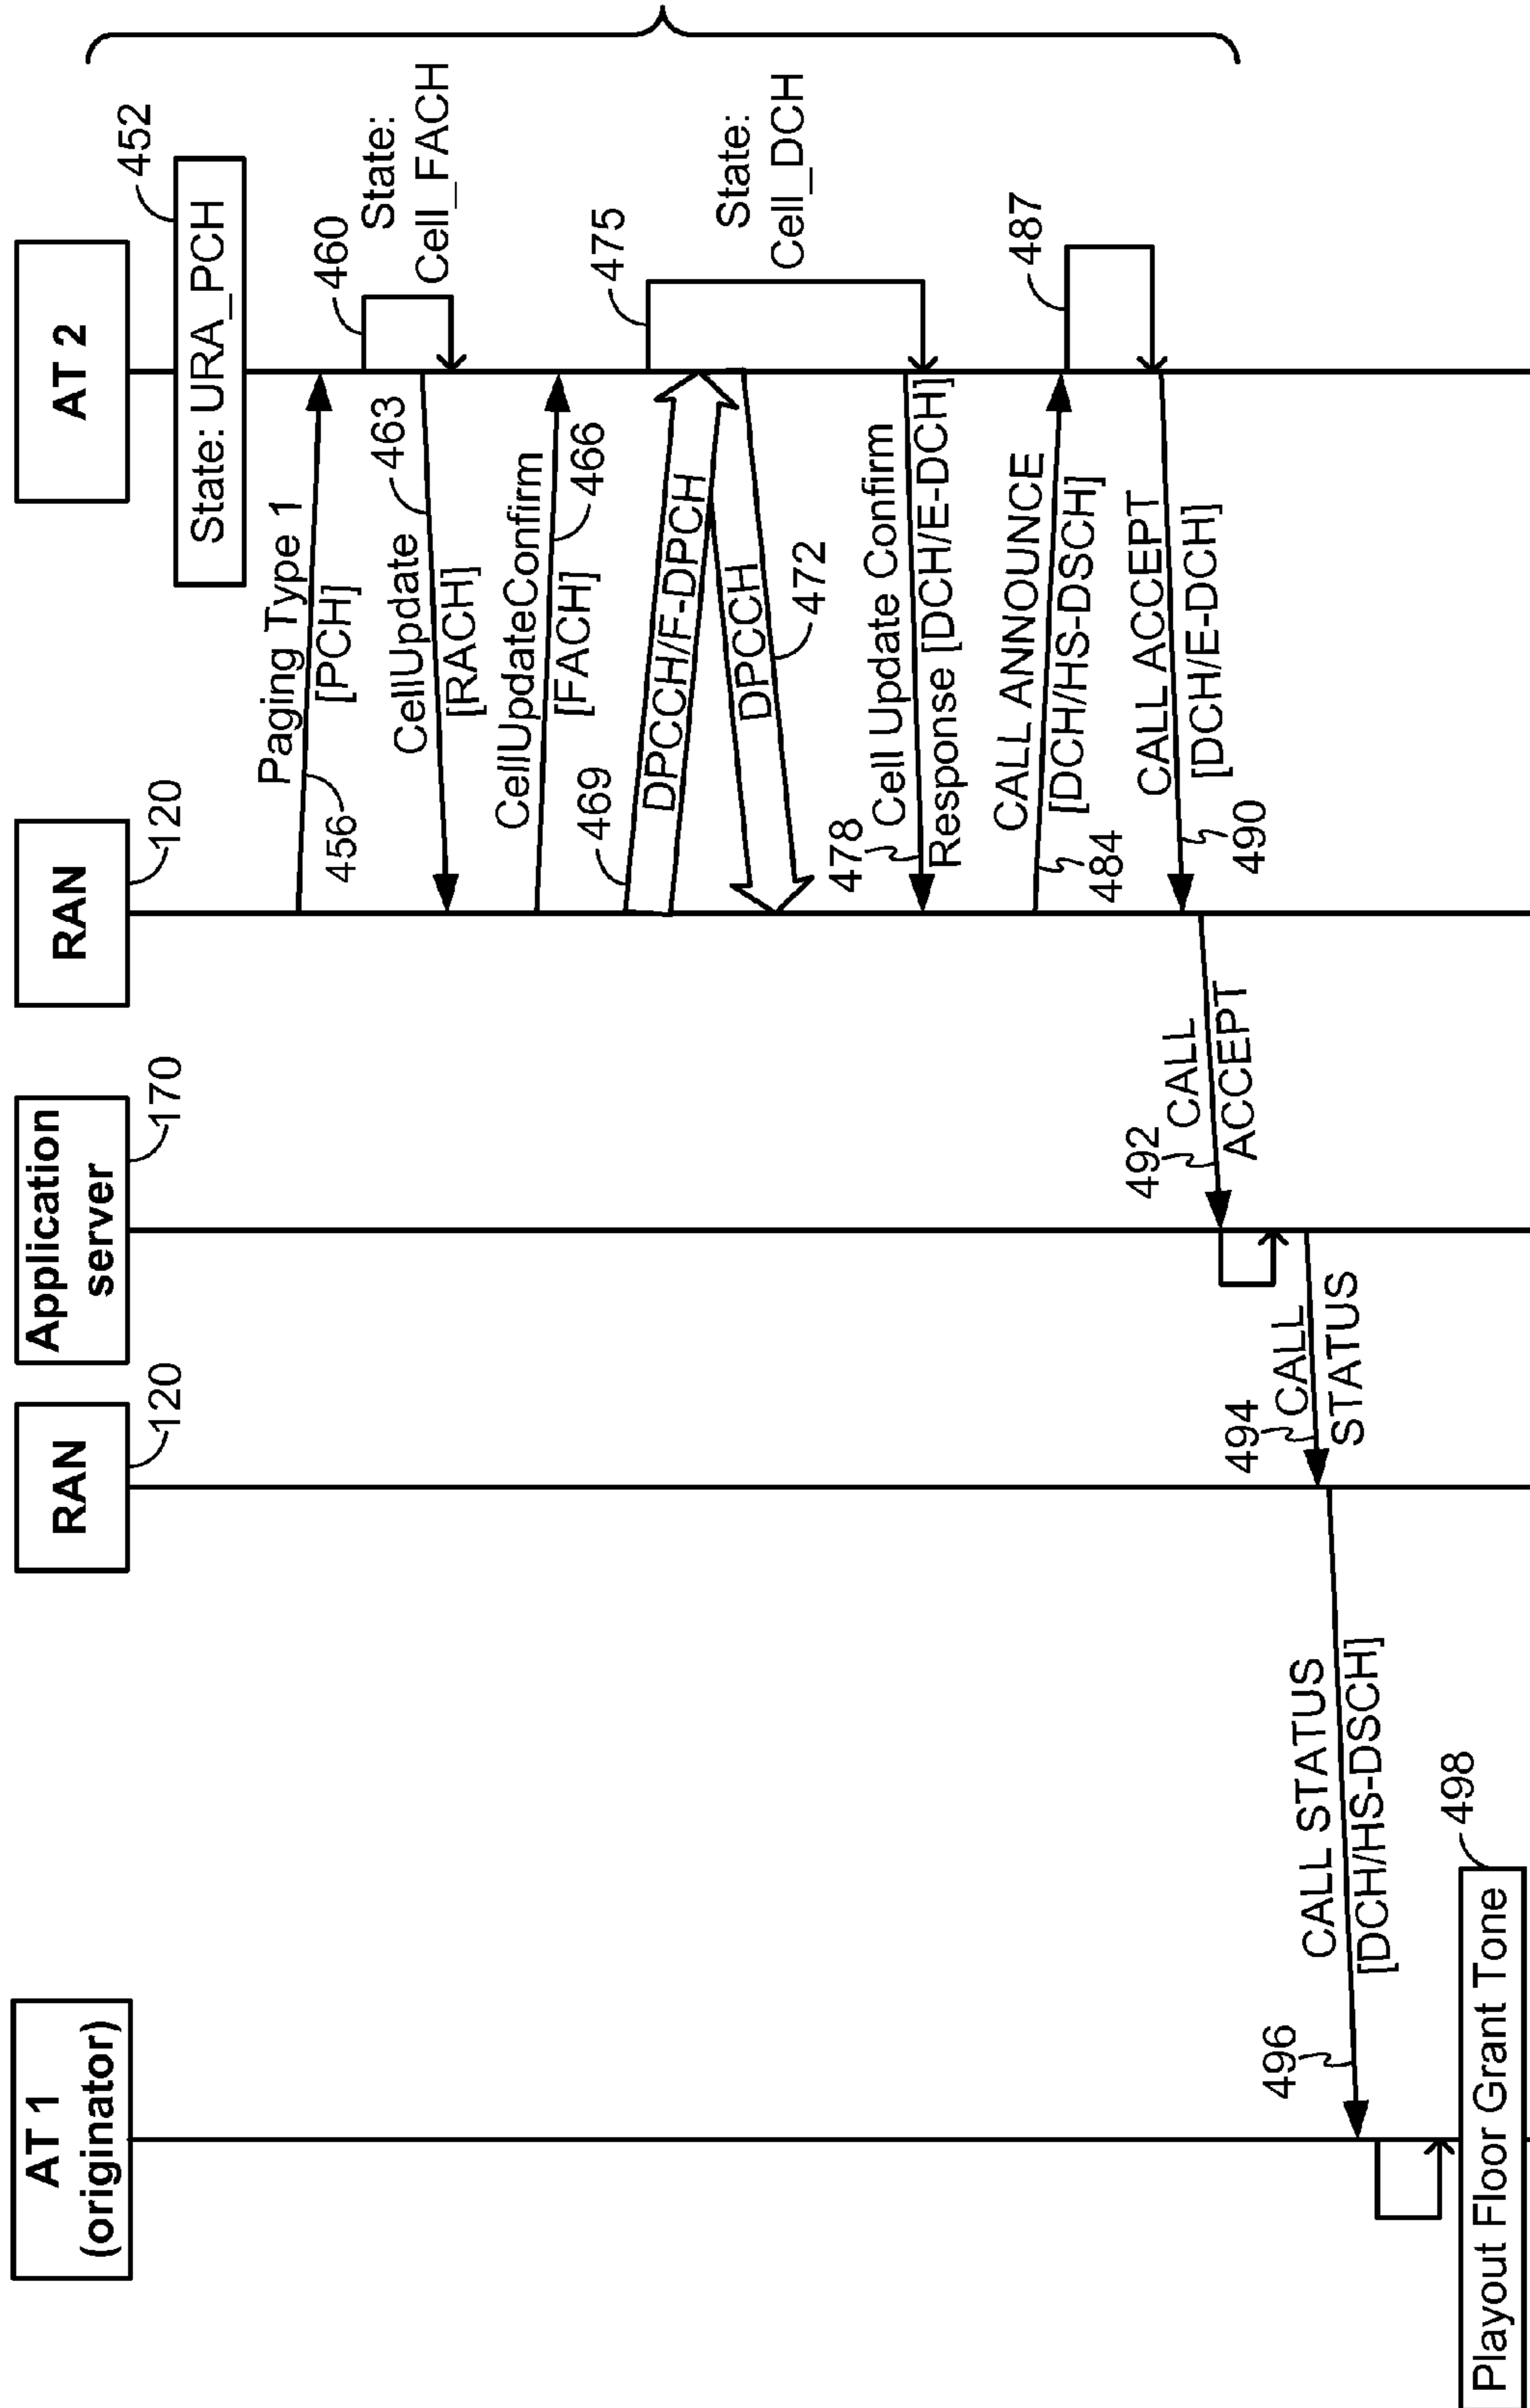 AT 1
(originator)
RAN
120
Application
server
170
RAN
120
AT 2
State: URA_PCH
452
Paging Type 1
[PCH]
456
460
State:
Cell_FACH
CellUpdate
463
[RACH]
CellUpdateConfirm
466
[FACH]
469
DPCCH/F-DPCH
475
State:
Cell_DCH
DPCCH
472
478
Cell Update Confirm
Response [DCH/E-DCH]
CALL ANNOUNCE
[DCH/HS-DSCH]
484
487
CALL ACCEPT
[DCH/E-DCH]
490
492
CALL
ACCEPT
494
CALL
STATUS
CALL STATUS
[DCH/HS-DSCH]
496
Playout Floor Grant Tone
498